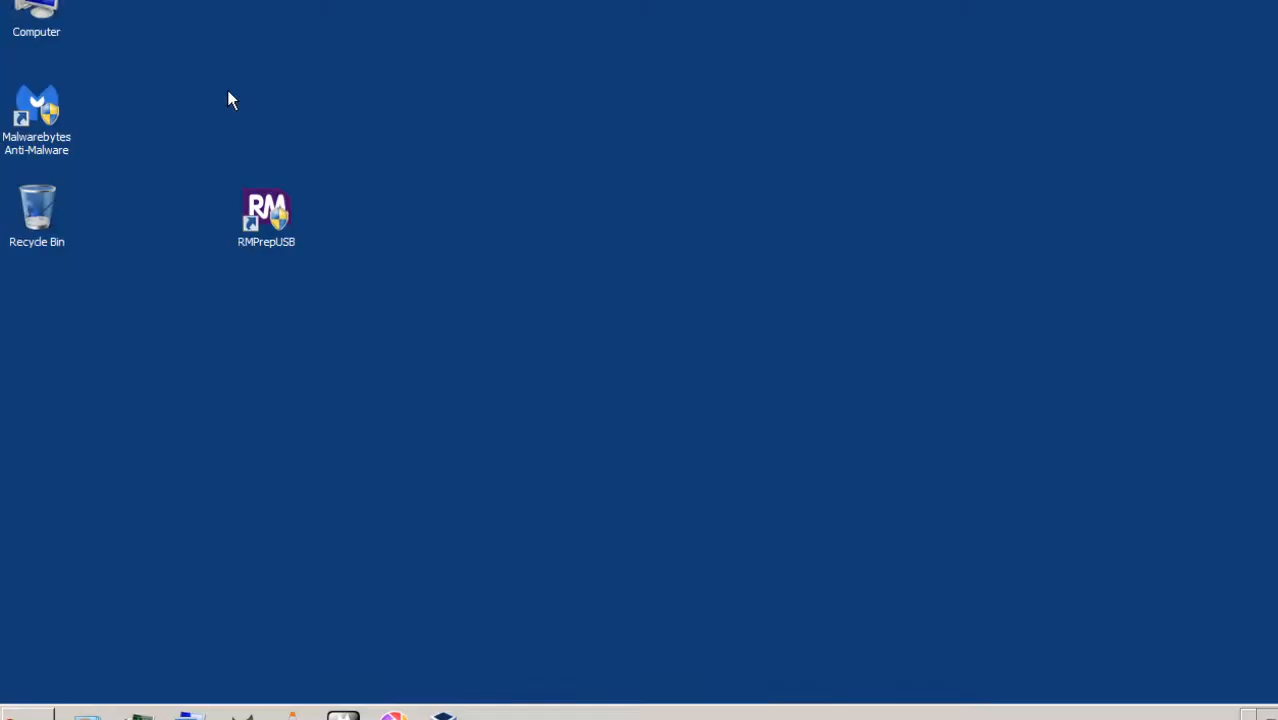 Computer
Malwarebytes
Anti-Malware
Recycle Bin
RM
RMPrepUSB